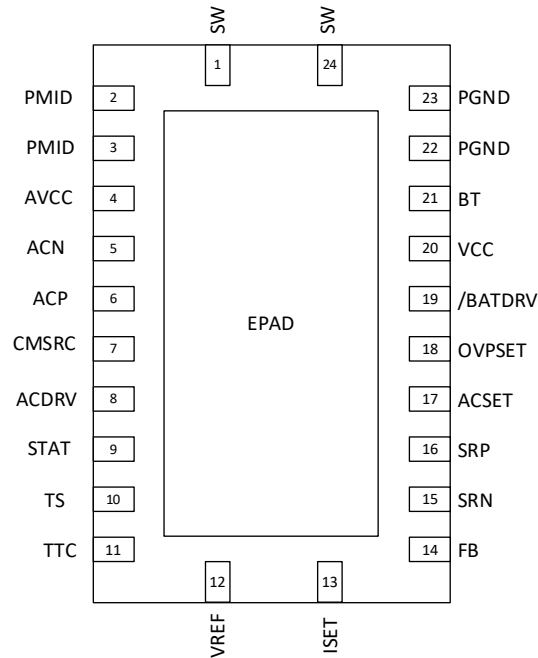 SW SW
1 24
PMID 2 23 PGND
PMID 3 22 PGND
AVCC 4 21 BT
ACN 5 20 VCC
ACP 6 19 /BATDRV
EPAD
CMSRC 7 18 OVPSET
ACDRV 8 17 ACSET
STAT 9 16 SRP
TS 10 15 SRN
TTC 11 14 FB
12 13
VREF ISET